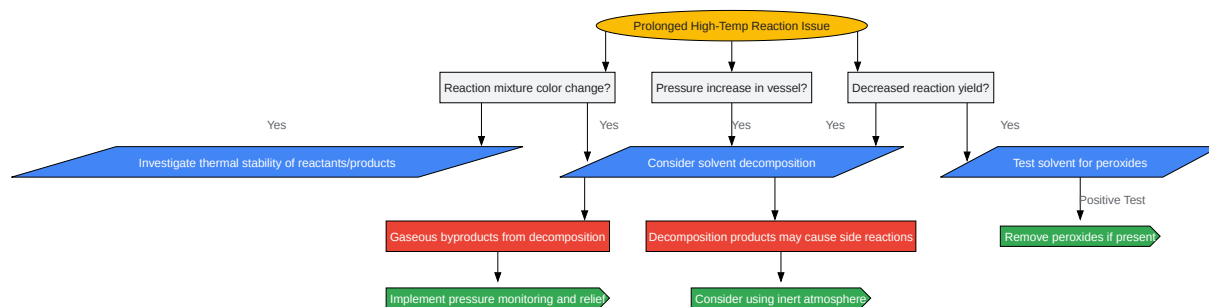 Prolonged High-Temp Reaction Issue
Reaction mixture color change?
Pressure increase in vessel?
Decreased reaction yield?
Yes
Yes
Yes
Yes
Yes
Investigate thermal stability of reactants/products
Consider solvent decomposition
Test solvent for peroxides
Positive Test
Gaseous byproducts from decomposition
Decomposition products may cause side reactions
Remove peroxides if present
Implement pressure monitoring and relief
Consider using inert atmosphere